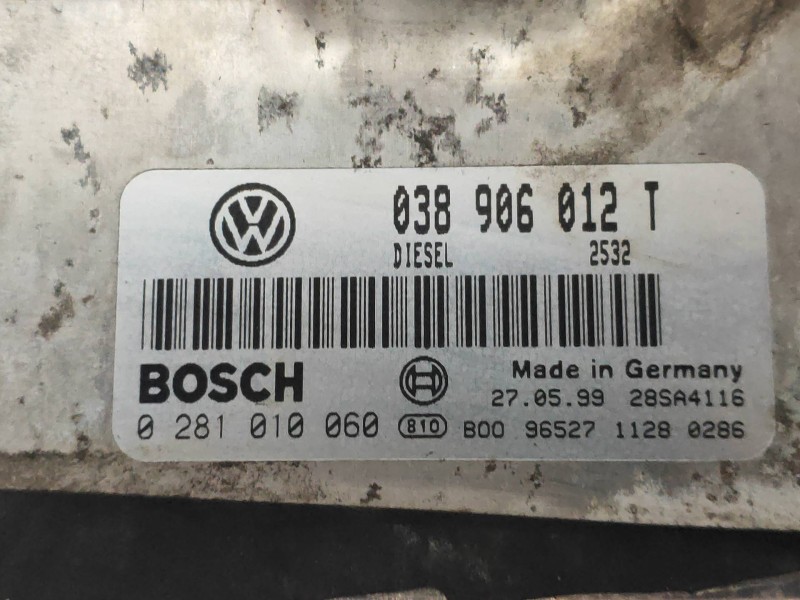 038 906 012 T
DIESEL 2532
BOSCH Made in Germany
27.05.99 28SA4116
0 281 010 060 810 B00 96527 1128 0286